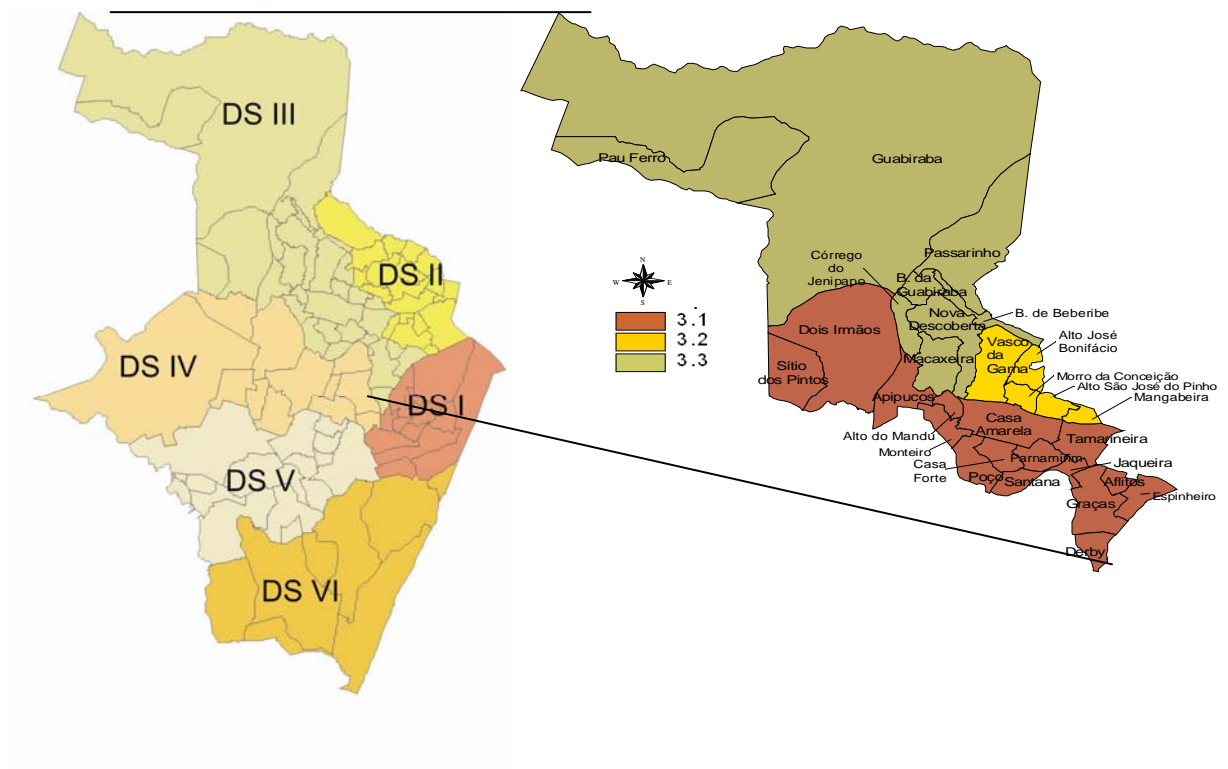 DS III
DS II
DS IV
DS I
DS V
DS VI
Pau Ferro
Guabiraba
Passarinho
Córrego
do
Jenipapo
B. da
Guabiraba
Nova
Descoberta
B. de Beberibe
Dois Irmãos
Macaxeira
Vasco
da
Gama
Alto José
Bonifácio
Sítio
dos Pintos
Morro da Conceição
Alto São José do Pinho
Mangabeira
Apipucos
Casa
Amarela
Tamarineira
Alto do Mandú
Monteiro
Casa
Forte
Parnamirim
Jaqueira
Poço
Santana
Aflitos
Espinheiro
Graças
Derby
N
W
E
S
3.1
3.2
3.3